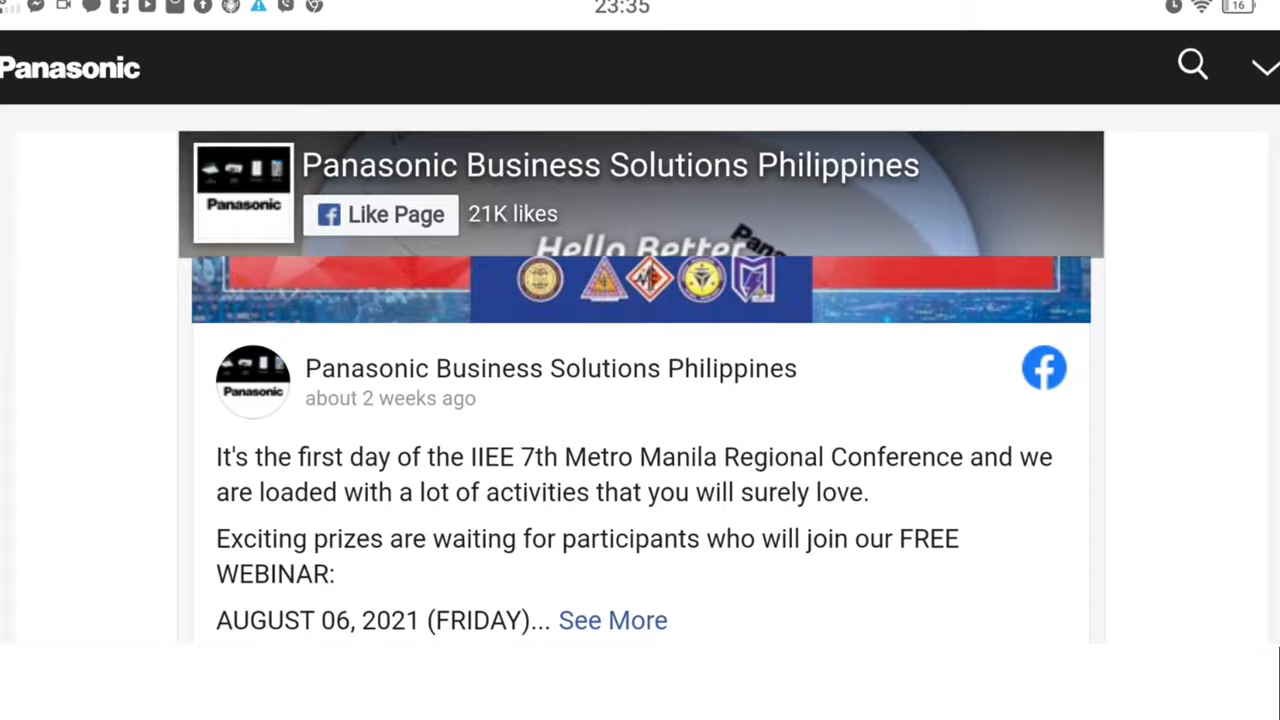 23:35
16
Panasonic
Panasonic Business Solutions Philippines
Panasonic
Like Page
21K likes
Hello Better
Panasonic Business Solutions Philippines
Panasonic
about 2 weeks ago
It's the first day of the IIEE 7th Metro Manila Regional Conference and we
are loaded with a lot of activities that you will surely love.
Exciting prizes are waiting for participants who will join our FREE
WEBINAR:
AUGUST 06, 2021 (FRIDAY)... See More